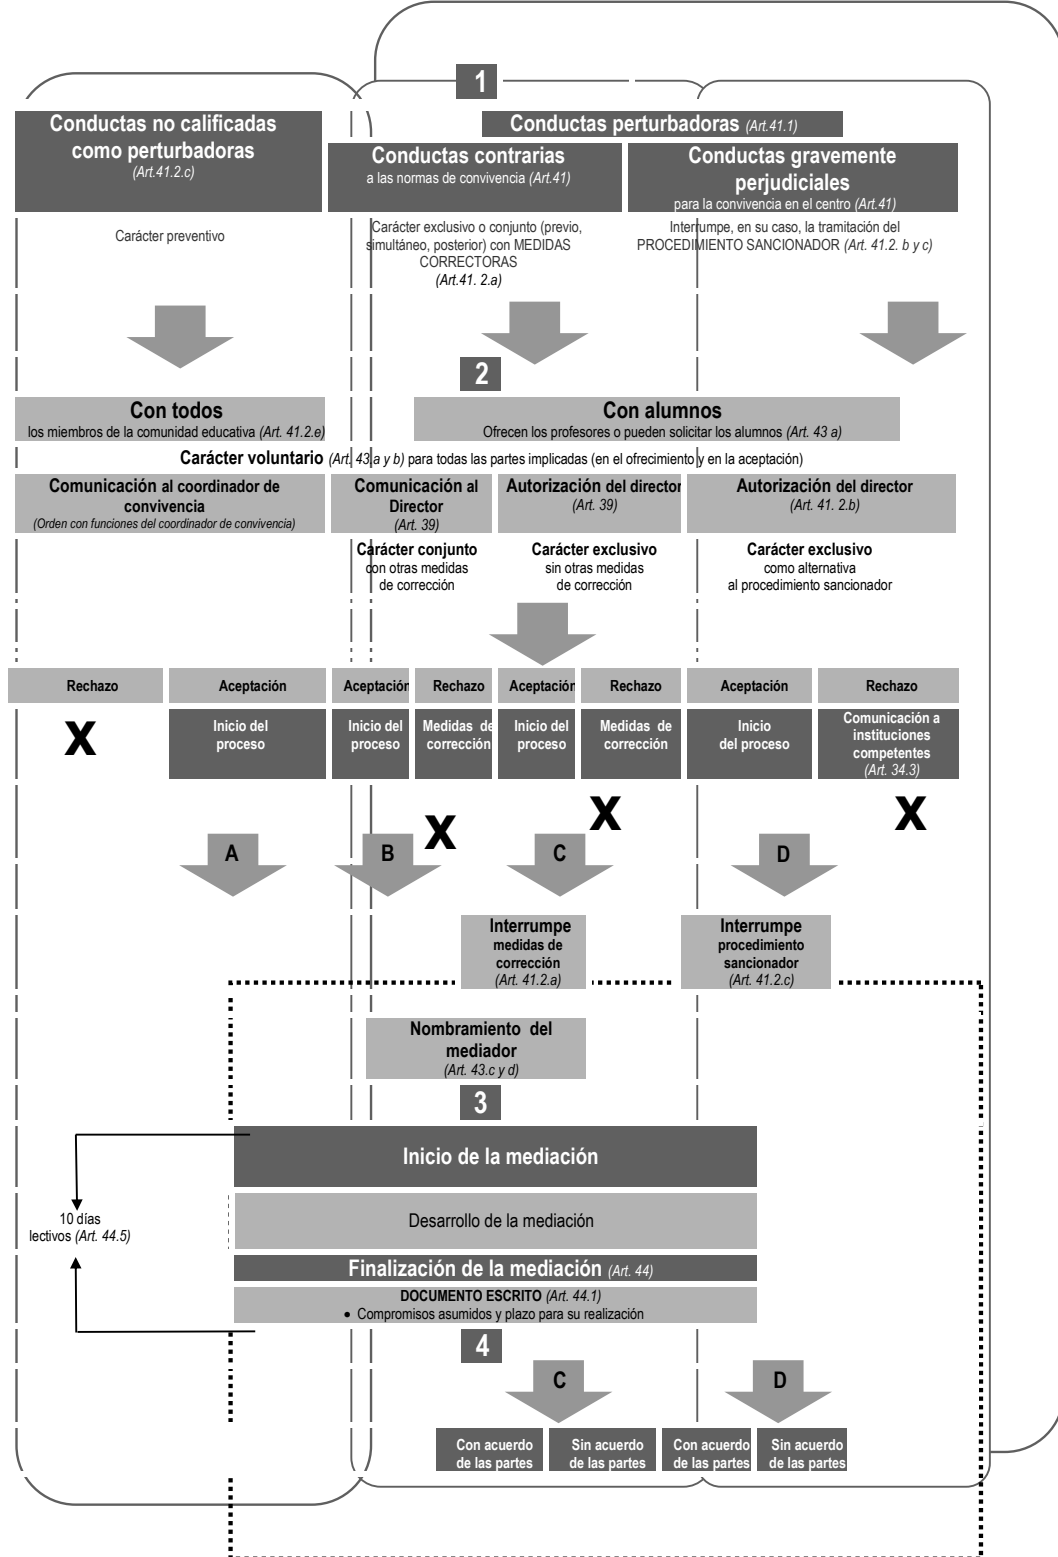 1
Conductas no calificadas
como perturbadoras
(Art.41.2.c)
Conductas perturbadoras (Art.41.1)
Conductas contrarias
a las normas de convivencia (Art.41)
Conductas gravemente
perjudiciales
para la convivencia en el centro (Art.41)
Carácter preventivo
Carácter exclusivo o conjunto (previo,
simultáneo, posterior) con MEDIDAS
CORRECTORAS
(Art.41. 2.a)
Interrumpe, en su caso, la tramitación del
PROCEDIMIENTO SANCIONADOR (Art. 41.2. b y c)
2
Con todos
los miembros de la comunidad educativa (Art. 41.2.e)
Con alumnos
Ofrecen los profesores o pueden solicitar los alumnos (Art. 43 a)
Carácter voluntario (Art. 43.a y b) para todas las partes implicadas (en el ofrecimiento y en la aceptación)
Comunicación al coordinador de
convivencia
(Orden con funciones del coordinador de convivencia)
Comunicación al
Director
(Art. 39)
Autorización del director
(Art. 39)
Autorización del director
(Art. 41. 2.b)
Carácter conjunto
con otras medidas
de corrección
Carácter exclusivo
sin otras medidas
de corrección
Carácter exclusivo
como alternativa
al procedimiento sancionador
Rechazo
Aceptación
Aceptación
Rechazo
Aceptación
Rechazo
Aceptación
Rechazo
X
Inicio del
proceso
Inicio del
proceso
Medidas de
corrección
Inicio del
proceso
Medidas de
corrección
Inicio
del proceso
Comunicación a
instituciones
competentes
(Art. 34.3)
X
X
X
A
B
C
D
Interrumpe
medidas de
corrección
(Art. 41.2.a)
Interrumpe
procedimiento
sancionador
(Art. 41.2.c)
Nombramiento del
mediador
(Art. 43.c y d)
3
Inicio de la mediación
10 días
lectivos (Art. 44.5)
Desarrollo de la mediación
Finalización de la mediación (Art. 44)
DOCUMENTO ESCRITO (Art. 44.1)
• Compromisos asumidos y plazo para su realización
4
C
D
Con acuerdo
de las partes
Sin acuerdo
de las partes
Con acuerdo
de las partes
Sin acuerdo
de las partes